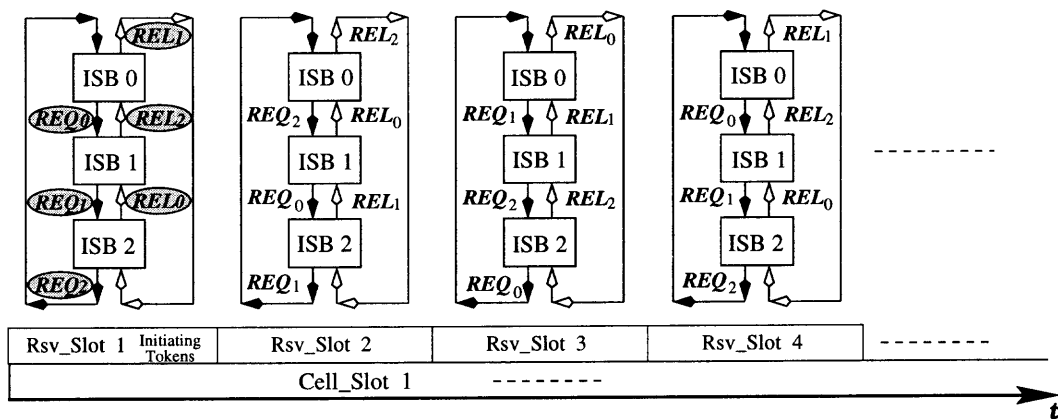 REL₁
ISB 0
REQ₀ REL₂
ISB 1
REQ₁ REL₀
ISB 2
REQ₂
REL₂
ISB 0
REQ₂ REL₀
ISB 1
REQ₀ REL₁
ISB 2
REQ₁
REL₀
ISB 0
REQ₁ REL₁
ISB 1
REQ₂ REL₂
ISB 2
REQ₀
REL₁
ISB 0
REQ₀ REL₂
ISB 1
REQ₁ REL₀
ISB 2
REQ₂
Rsv_Slot 1 Initiating Tokens
Rsv_Slot 2
Rsv_Slot 3
Rsv_Slot 4
Cell_Slot 1
t